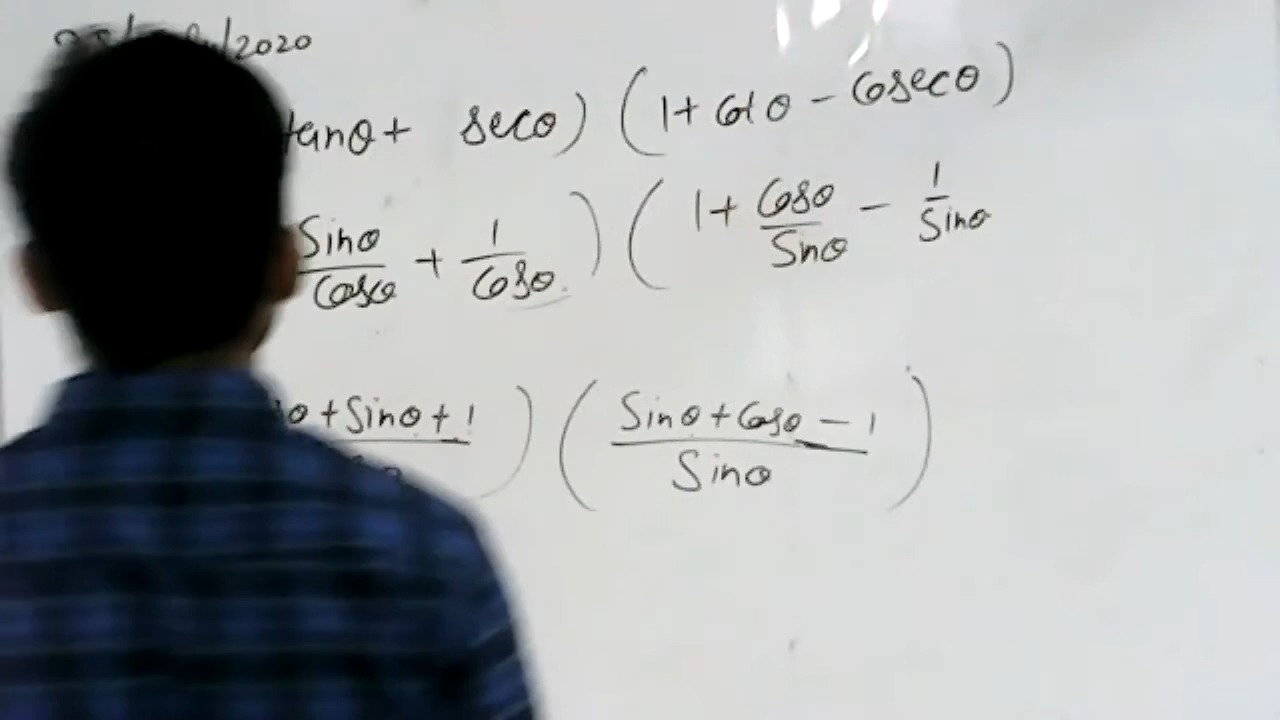 /2020
tanθ + secθ) (1 + cotθ - Cosecθ)
Sinθ/Cosθ + 1/Cosθ) (1 + Cosθ/Sinθ - 1/Sinθ
θ + Sinθ + 1) (Sinθ + Cosθ - 1/Sinθ)